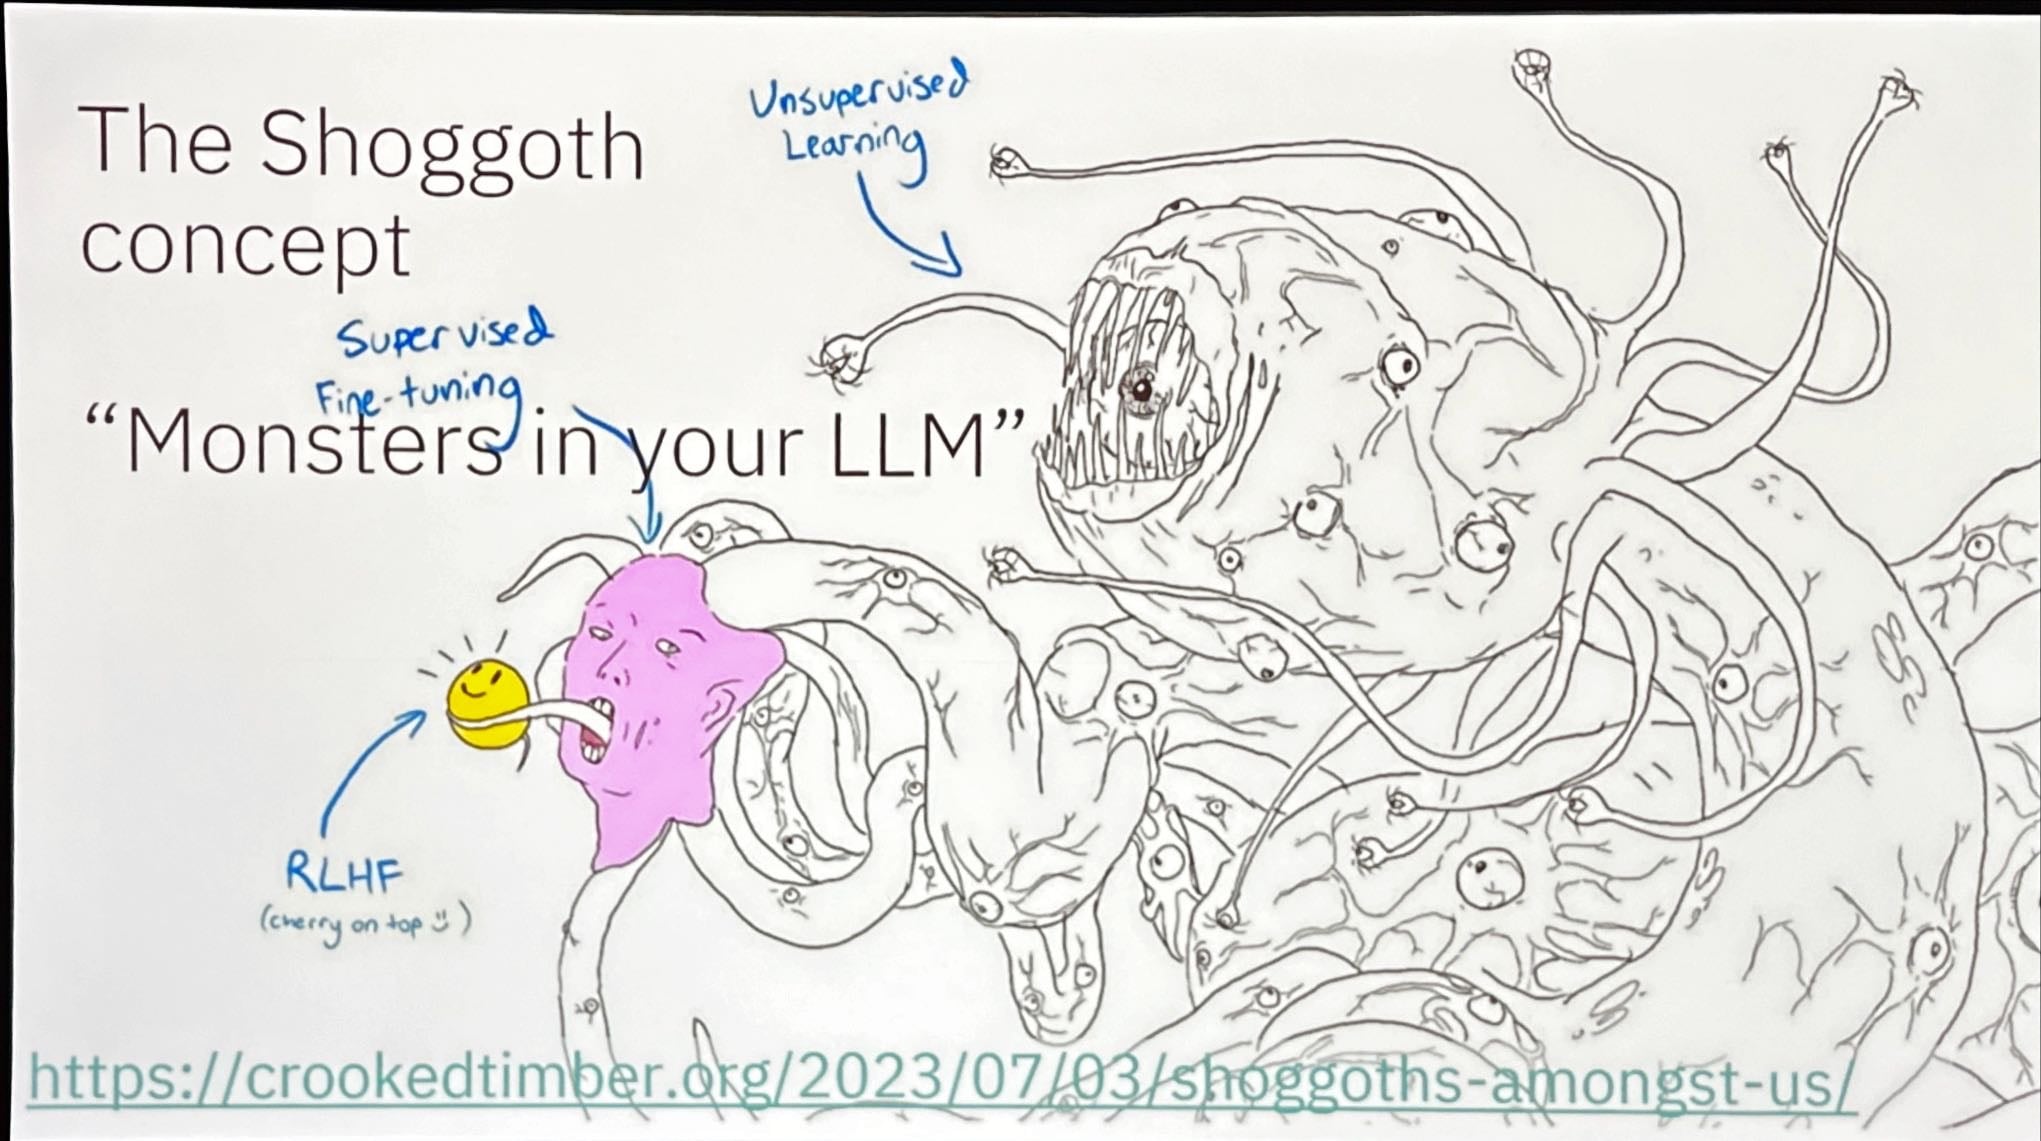 The Shoggoth
concept
Unsupervised
Learning
Supervised
Fine-tuning
“Monsters in your LLM”
RLHF
(cherry on top :))
https://crookedtimber.org/2023/07/03/shoggoths-amongst-us/